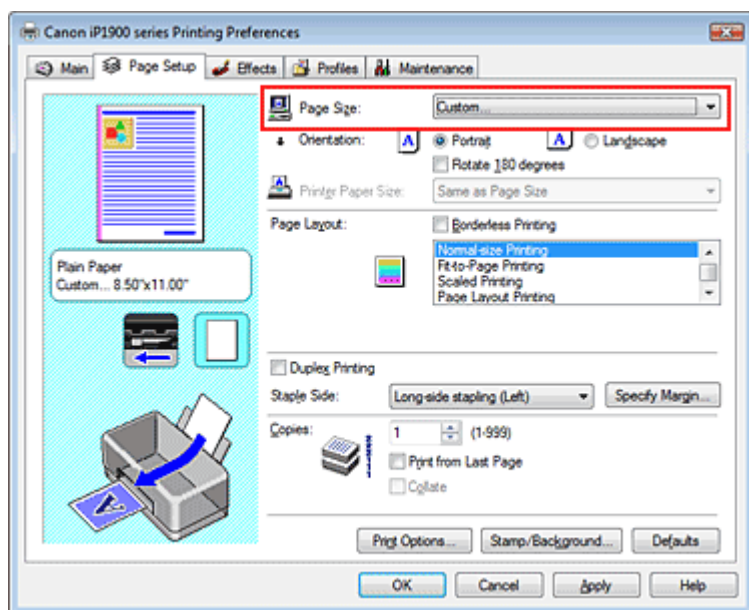 Canon iP1900 series Printing Preferences
Main Page Setup Effects Profiles Maintenance
Page Size: Custom...
Orientation: A Portrait A Landscape
Rotate 180 degrees
Printer Paper Size: Same as Page Size
Page Layout: Borderless Printing
Normal-size Printing
Fit-to-Page Printing
Scaled Printing
Page Layout Printing
Plain Paper
Custom... 8.50"x11.00"
Duplex Printing
Staple Side: Long-side stapling (Left) Specify Margin...
Copies: 1 (1-999)
Print from Last Page
Collate
A
Print Options... Stamp/Background... Defaults
OK Cancel Apply Help